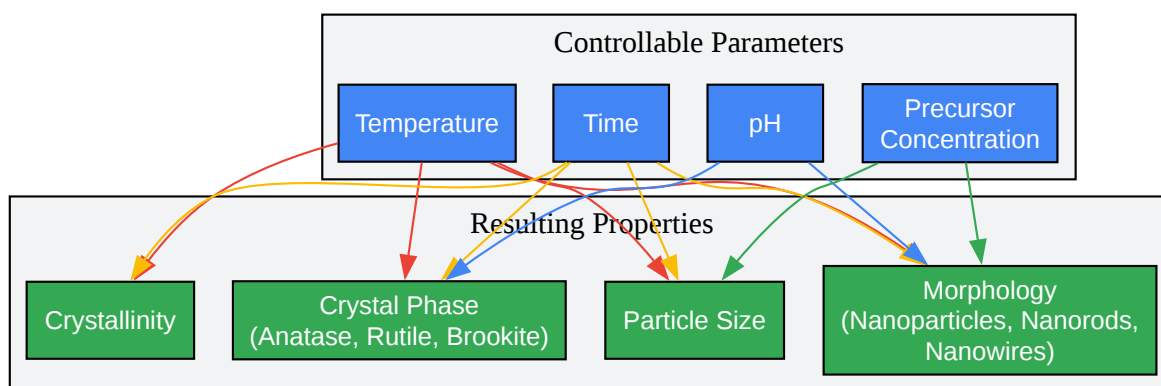 Controllable Parameters
Temperature
Time
pH
Precursor
Concentration
Resulting Properties
Crystallinity
Crystal Phase
(Anatase, Rutile, Brookite)
Particle Size
Morphology
(Nanoparticles, Nanorods,
Nanowires)